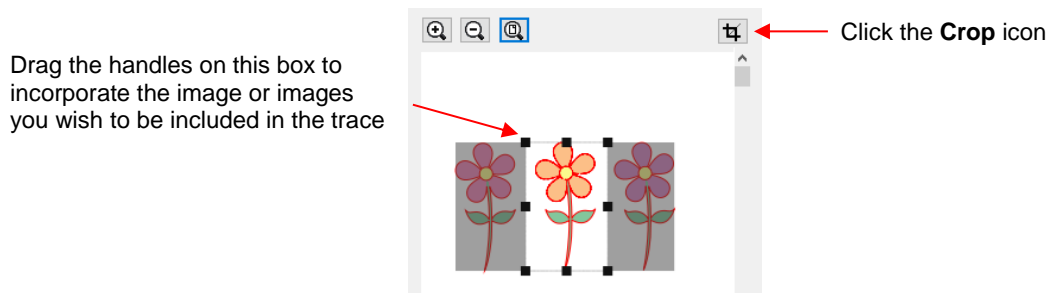 Click the Crop icon
Drag the handles on this box to
incorporate the image or images
you wish to be included in the trace